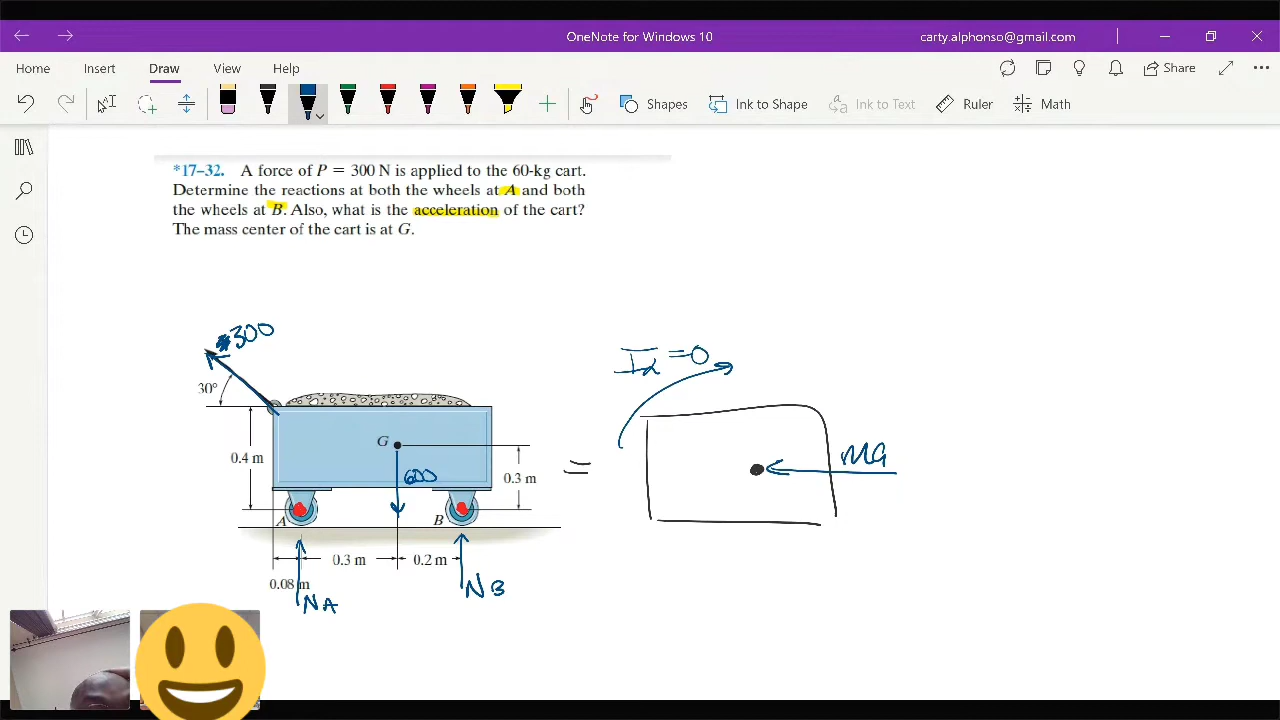 OneNote for Windows 10
carty.alphonso@gmail.com
Home Insert Draw View Help
Share
Shapes Ink to Shape Ink to Text Ruler Math
*17–32. A force of P = 300 N is applied to the 60-kg cart.
Determine the reactions at both the wheels at A and both
the wheels at B. Also, what is the acceleration of the cart?
The mass center of the cart is at G.
300
30°
G
0.4 m
600
0.3 m
A
B
0.3 m
0.2 m
0.08 m
NA
NB
=
Iα =0
MG